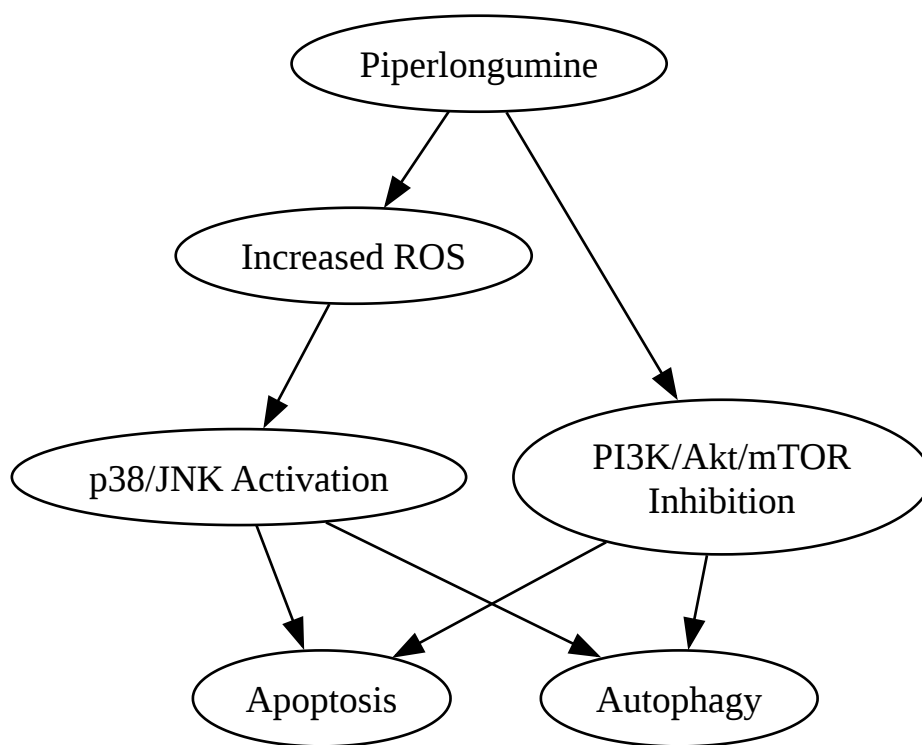 Piperlongumine
Increased ROS
p38/JNK Activation
PI3K/Akt/mTOR
Inhibition
Apoptosis
Autophagy